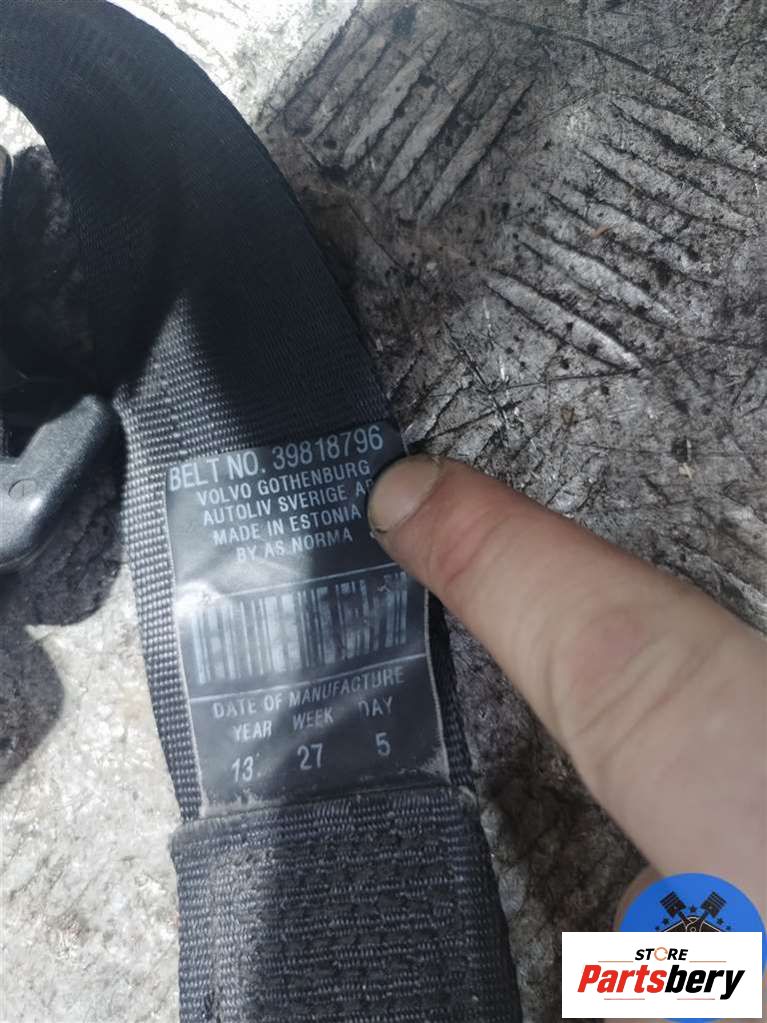 BELT NO. 39818796
VOLVO GOTHENBURG
AUTOLIV SVERIGE
MADE IN ESTONIA
BY AS NORMA
DATE OF MANUFACTURE
YEAR WEEK DAY
13 27 5
STORE
Partsbery